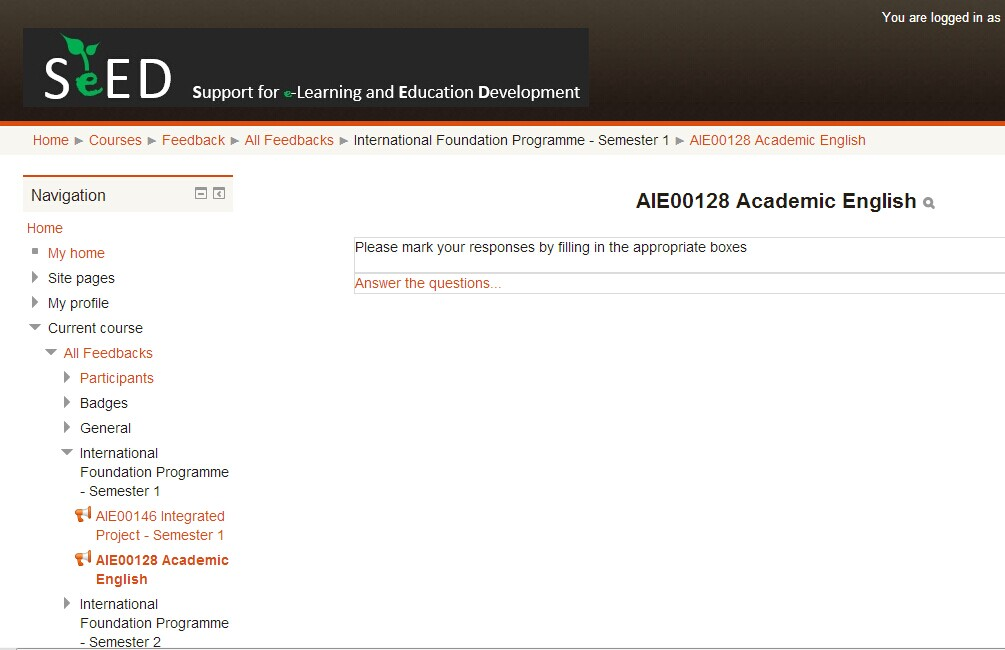 You are logged in as
SeED Support for e-Learning and Education Development
Home ► Courses ► Feedback ► All Feedbacks ► International Foundation Programme - Semester 1 ► AIE00128 Academic English
Navigation
Home
My home
Site pages
My profile
Current course
All Feedbacks
Participants
Badges
General
International
Foundation Programme
- Semester 1
AIE00146 Integrated
Project - Semester 1
AIE00128 Academic
English
International
Foundation Programme
- Semester 2
AIE00128 Academic English
Please mark your responses by filling in the appropriate boxes
Answer the questions...